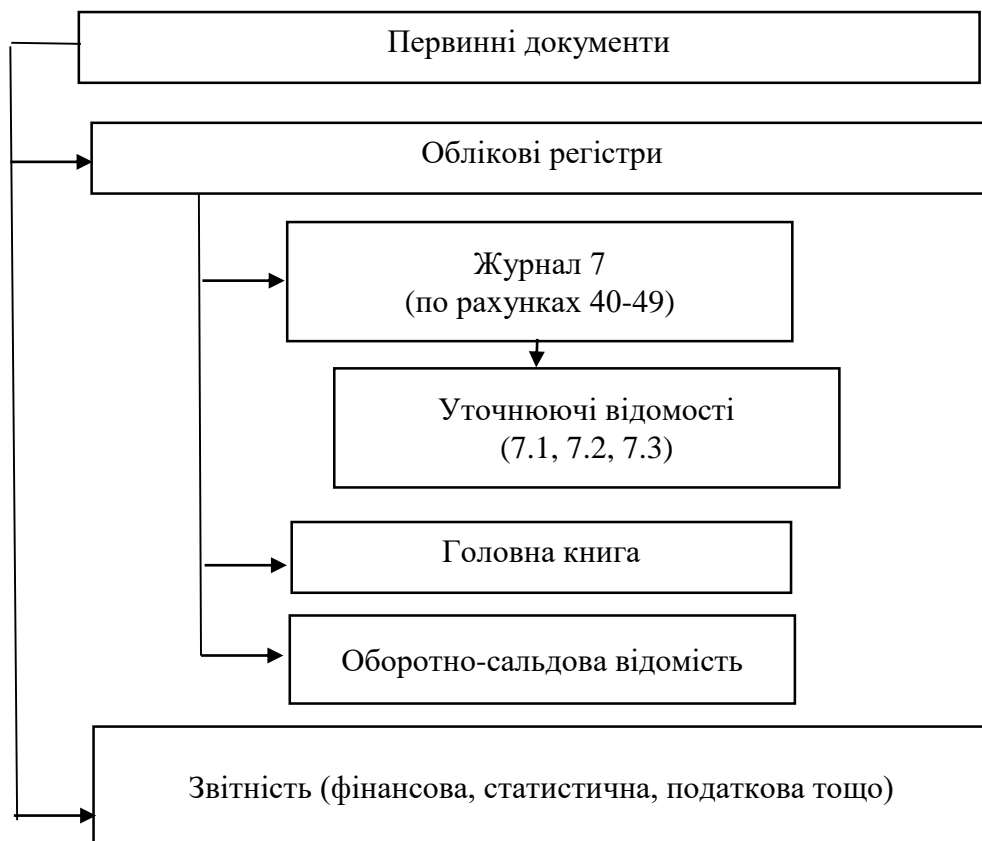 Первинні документи
Облікові регістри
Журнал 7
(по рахунках 40-49)
Уточнюючі відомості
(7.1, 7.2, 7.3)
Головна книга
Оборотно-сальдова відомість
Звітність (фінансова, статистична, податкова тощо)